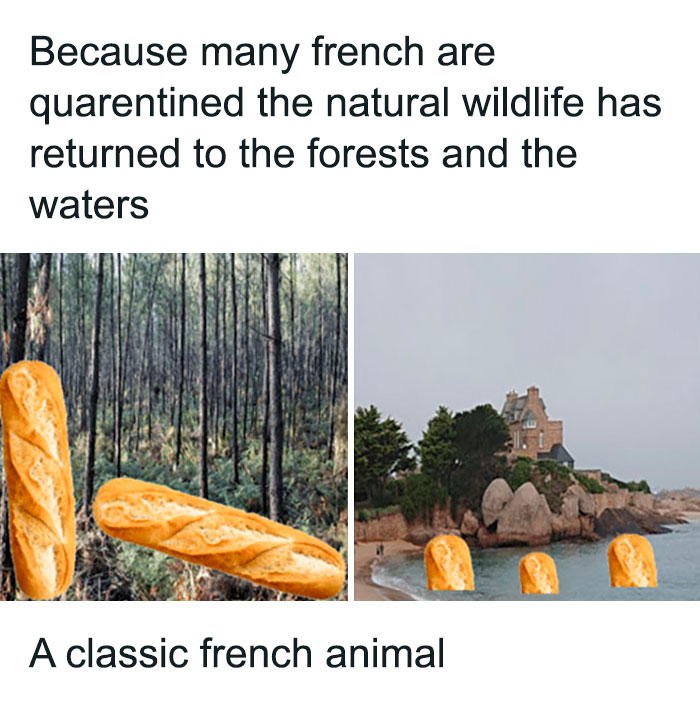 Because many french are
quarentined the natural wildlife has
returned to the forests and the
waters
A classic french animal